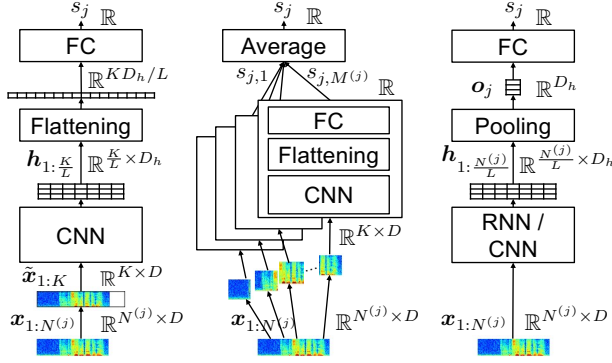 s_j ℝ
FC
ℝ^{KD_h/L}
Flattening
h_{1:K/L} ℝ^{K/L × D_h}
CNN
x̃_{1:K} ℝ^{K×D}
x_{1:N^{(j)}} ℝ^{N^{(j)}×D}
s_j ℝ
Average
s_{j,1} s_{j,M^{(j)}} ℝ
FC
Flattening
CNN
ℝ^{K×D}
...
x_{1:N^{(j)}} ℝ^{N^{(j)}×D}
s_j ℝ
FC
o_j ℝ^{D_h}
Pooling
h_{1:N^{(j)}/L} ℝ^{N^{(j)}/L × D_h}
RNN /
CNN
x_{1:N^{(j)}} ℝ^{N^{(j)}×D}